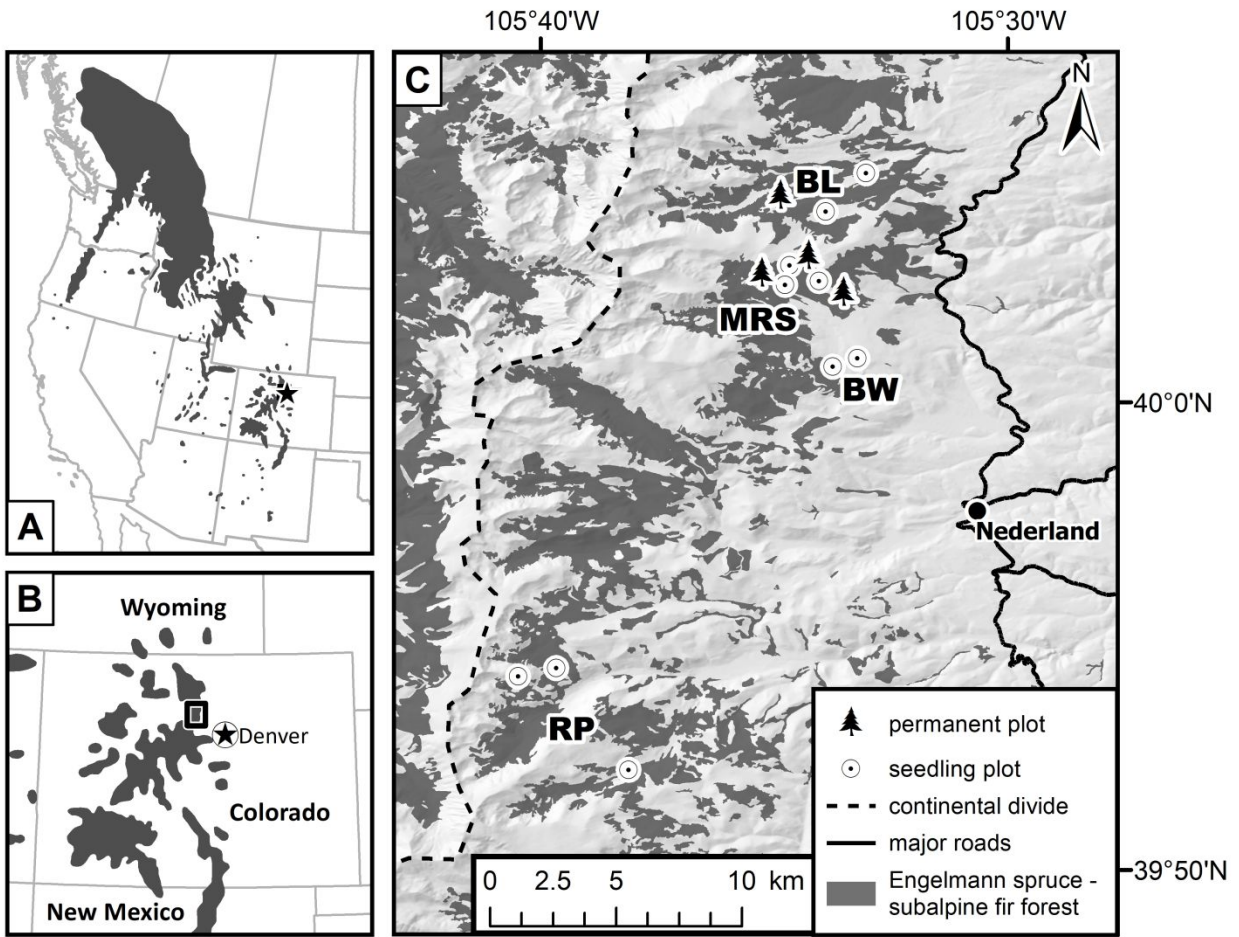 105°40'W
105°30'W
A
B
Wyoming
Denver
Colorado
New Mexico
C
N
BL
MRS
BW
40°0'N
Nederland
RP
permanent plot
seedling plot
continental divide
major roads
Engelmann spruce -
subalpine fir forest
0 2.5 5 10 km
39°50'N